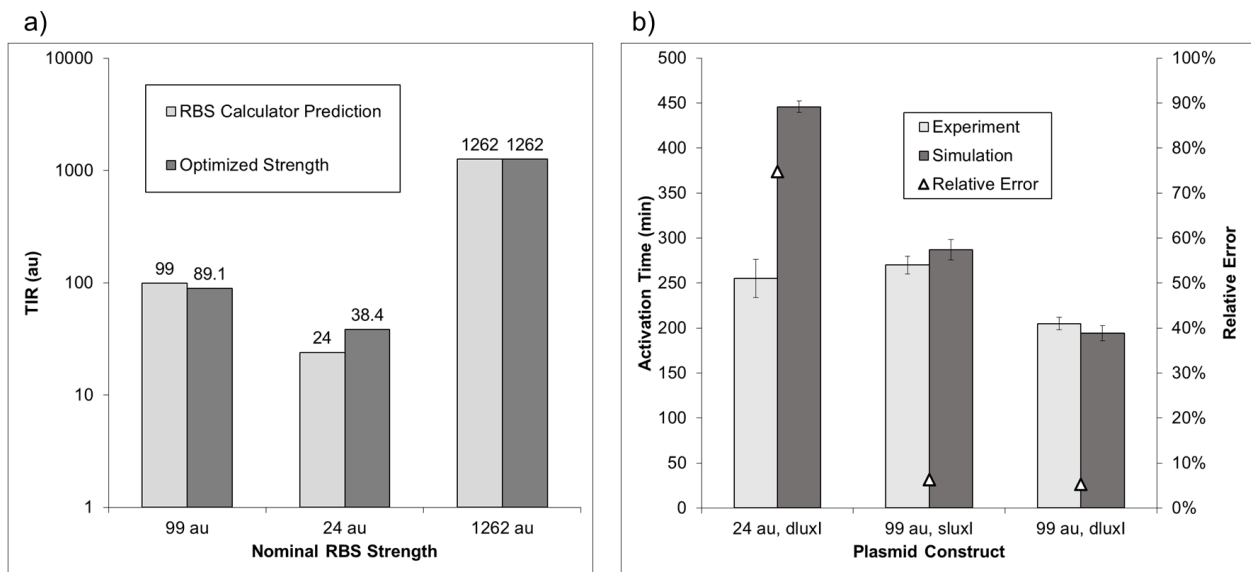 a)
10000
1000
100
10
1
TIR (au)
RBS Calculator Prediction
Optimized Strength
99
89.1
24
38.4
1262
1262
99 au
24 au
1262 au
Nominal RBS Strength
b)
500
450
400
350
300
250
200
150
100
50
0
Activation Time (min)
Experiment
Simulation
Relative Error
100%
90%
80%
70%
60%
50%
40%
30%
20%
10%
0%
Relative Error
24 au, dluxI
99 au, sluxI
99 au, dluxI
Plasmid Construct